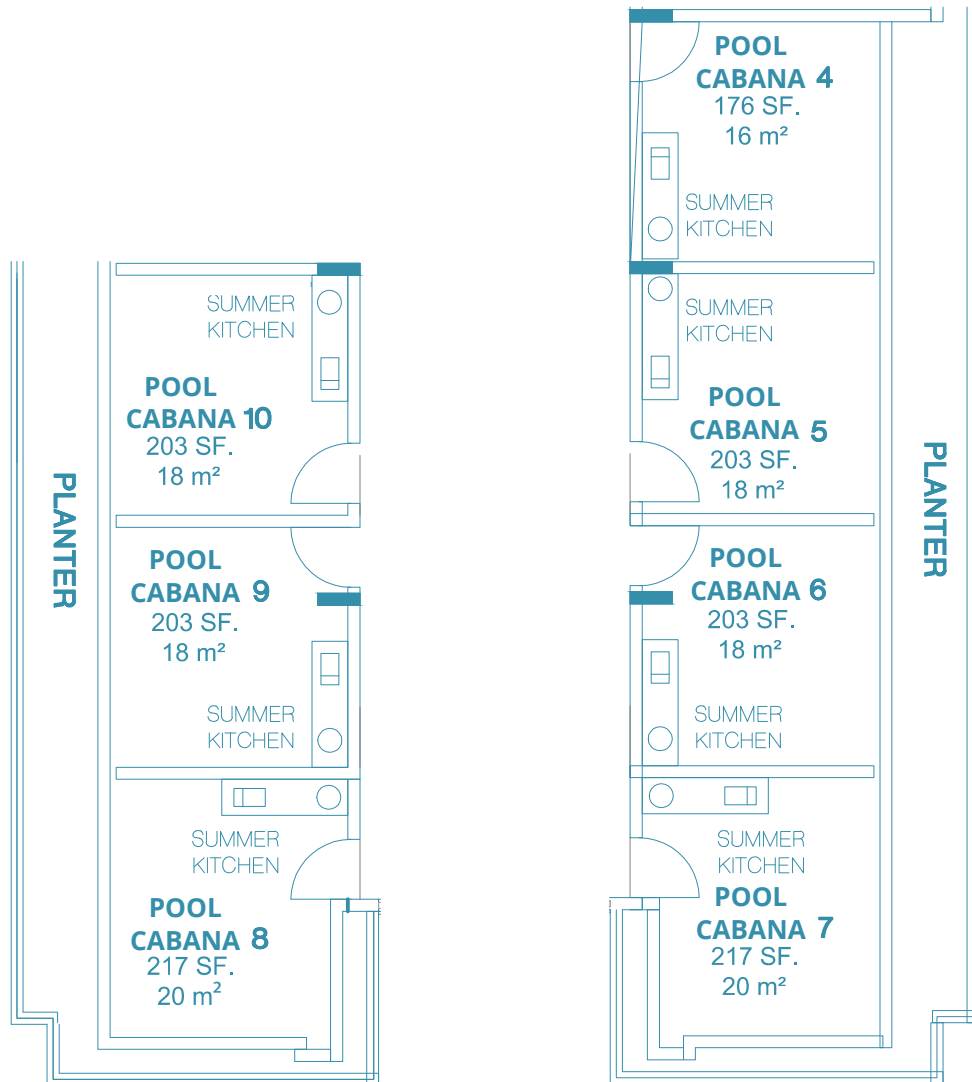 POOL
CABANA 4
176 SF.
16 m²
SUMMER
KITCHEN
SUMMER
KITCHEN
POOL
CABANA 10
203 SF.
18 m²
SUMMER
KITCHEN
POOL
CABANA 5
203 SF.
18 m²
PLANTER
PLANTER
POOL
CABANA 9
203 SF.
18 m²
SUMMER
KITCHEN
POOL
CABANA 6
203 SF.
18 m²
SUMMER
KITCHEN
SUMMER
KITCHEN
POOL
CABANA 8
217 SF.
20 m²
SUMMER
KITCHEN
POOL
CABANA 7
217 SF.
20 m²